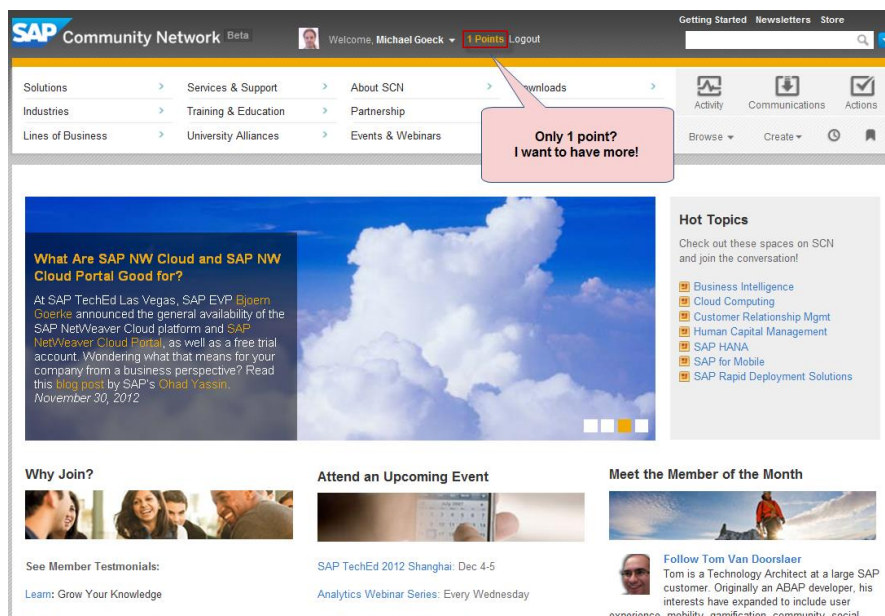 Getting Started Newsletters Store
SAP Community Network Beta
Welcome, Michael Goeck 1 Points Logout
Solutions Services & Support About SCN wnloads
Industries Training & Education Partnership
Lines of Business University Alliances Events & Webinars
Activity Communications Actions
Browse Create
Only 1 point?
I want to have more!
What Are SAP NW Cloud and SAP NW
Cloud Portal Good for?
At SAP TechEd Las Vegas, SAP EVP Bjoern
Goerke announced the general availability of the
SAP NetWeaver Cloud platform and SAP
NetWeaver Cloud Portal, as well as a free trial
account. Wondering what that means for your
company from a business perspective? Read
this blog post by SAP's Ohad Yassin.
November 30, 2012
Hot Topics
Check out these spaces on SCN
and join the conversation!
Business Intelligence
Cloud Computing
Customer Relationship Mgmt
Human Capital Management
SAP HANA
SAP for Mobile
SAP Rapid Deployment Solutions
Why Join?
See Member Testimonials:
Learn: Grow Your Knowledge
Attend an Upcoming Event
SAP TechEd 2012 Shanghai: Dec 4-5
Analytics Webinar Series: Every Wednesday
Meet the Member of the Month
Follow Tom Van Doorslaer
Tom is a Technology Architect at a large SAP
customer. Originally an ABAP developer, his
interests have expanded to include user
experience, mobility, gamification, community, social